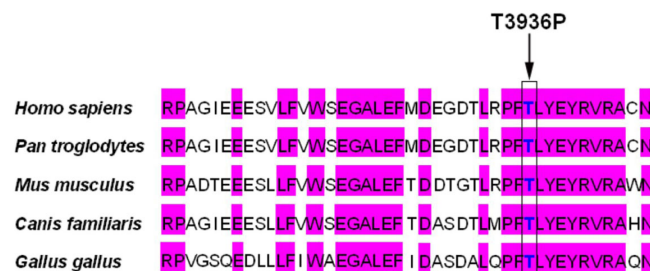 T3936P
Homo sapiens RPAGIEEESVLFVWSEGALEFMDEGDTLRPFTLYEYRVRACN
Pan troglodytes RPAGIEEESVLFVWSEGALEFMDEGDTLRPFTLYEYRVRACN
Mus musculus RPADTEEESLLFVWSEGALEFTDDTGTLRPFTLYEYRVRAWN
Canis familiaris RPAGIEEESLLFVWSEGALEFTDASDTLMPFTLYEYRVRAHN
Gallus gallus RPVGSQEDLLLFIWAEGALEFIDASDALQPFTLYEYRVRAQN